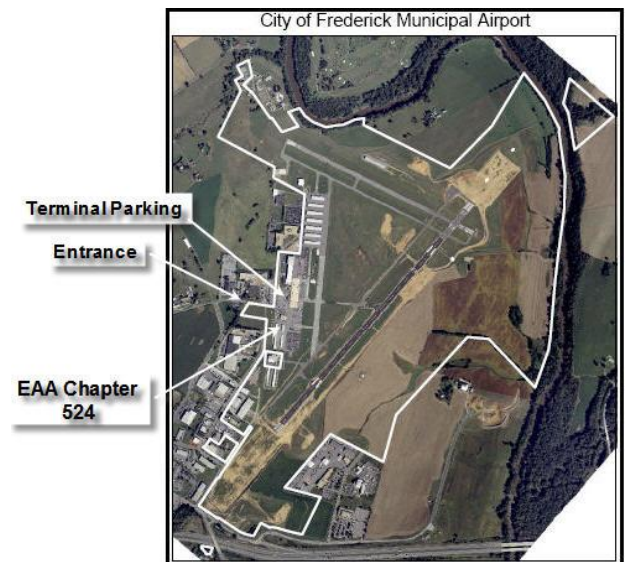 City of Frederick Municipal Airport
Terminal Parking
Entrance
EAA Chapter
524